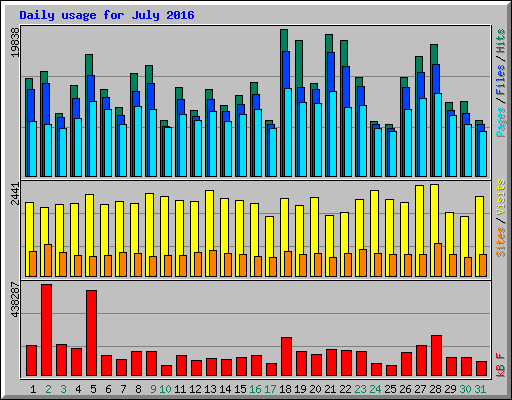 Daily usage for July 2016
19838
Pages / Files / Hits
2441
Sites / Visits
438287
kB F
1 2 3 4 5 6 7 8 9 10 11 12 13 14 15 16 17 18 19 20 21 22 23 24 25 26 27 28 29 30 31